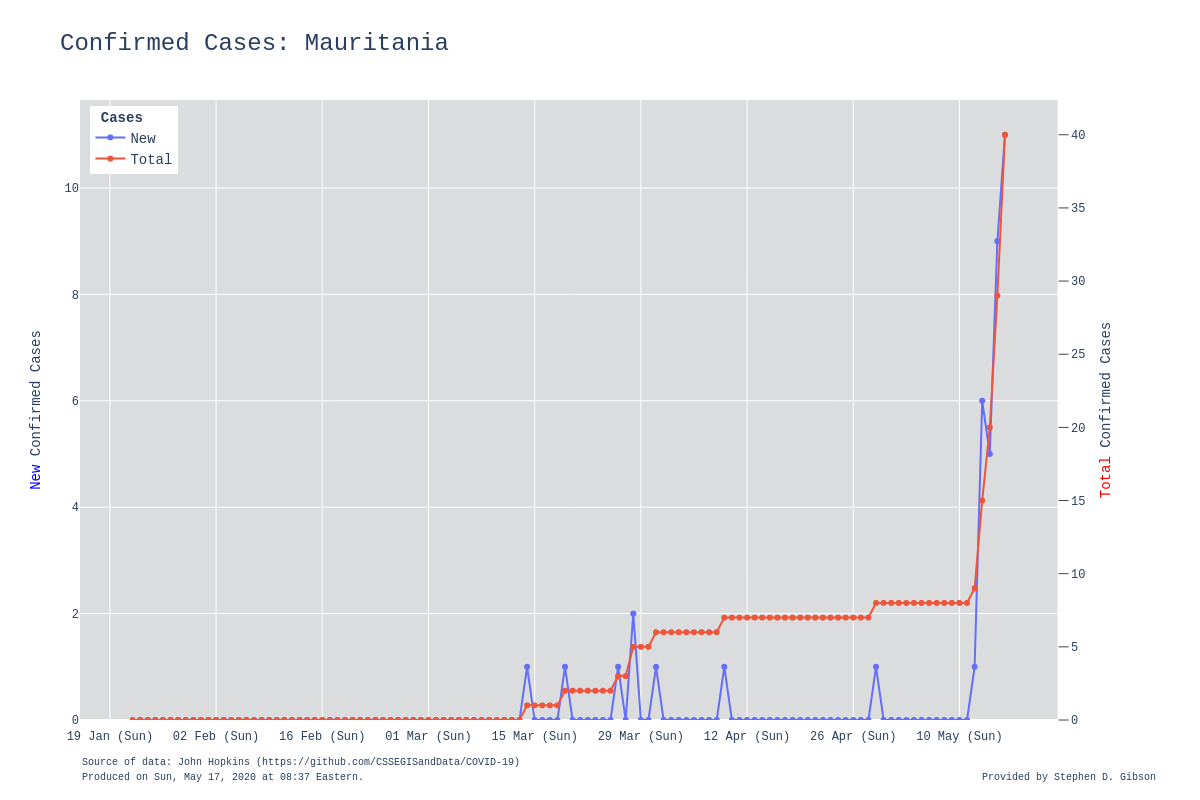 Confirmed Cases: Mauritania
Cases
New
Total
10
8
6
4
2
0
40
35
30
25
20
15
10
5
0
New Confirmed Cases
Total Confirmed Cases
19 Jan (Sun)
02 Feb (Sun)
16 Feb (Sun)
01 Mar (Sun)
15 Mar (Sun)
29 Mar (Sun)
12 Apr (Sun)
26 Apr (Sun)
10 May (Sun)
Source of data: John Hopkins (https://github.com/CSSEGISandData/COVID-19)
Produced on Sun, May 17, 2020 at 08:37 Eastern.
Provided by Stephen D. Gibson